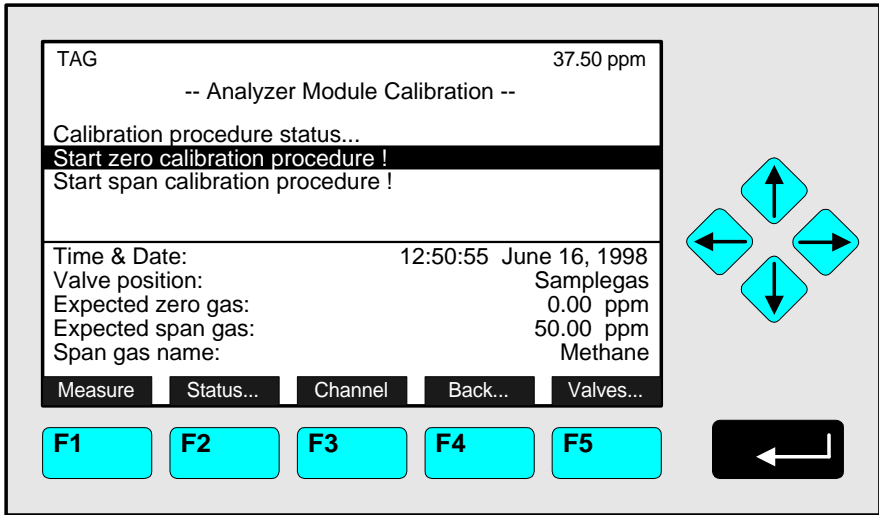 TAG 37.50 ppm
-- Analyzer Module Calibration --
Calibration procedure status...
Start zero calibration procedure !
Start span calibration procedure !
Time & Date: 12:50:55 June 16, 1998
Valve position: Samplegas
Expected zero gas: 0.00 ppm
Expected span gas: 50.00 ppm
Span gas name: Methane
Measure Status... Channel Back... Valves...
F1 F2 F3 F4 F5